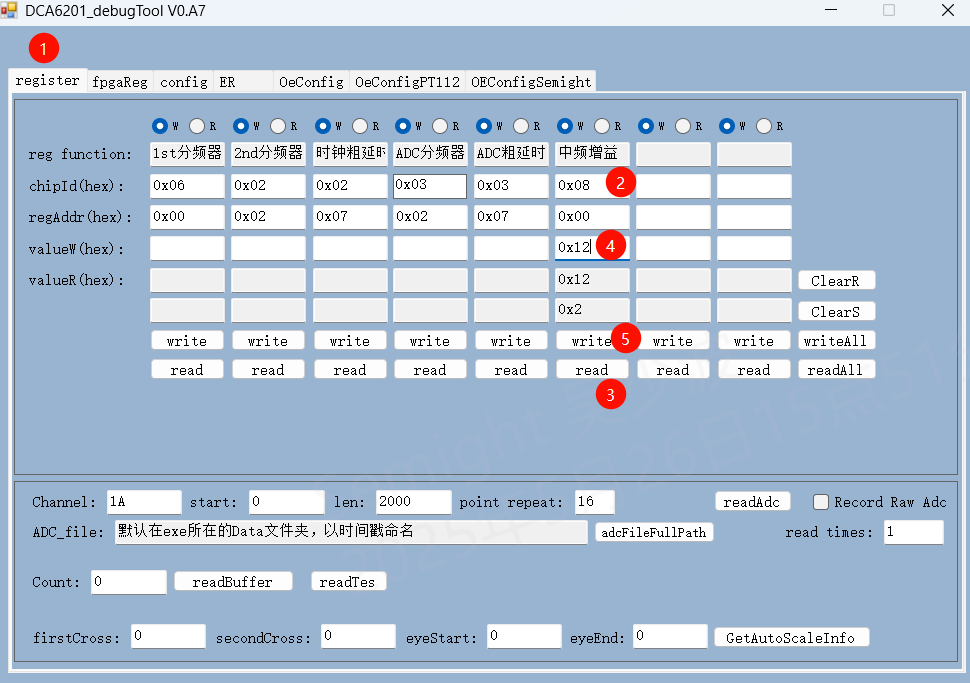 DCA6201_debugTool V0.A7
1
register fpgaReg config ER OeConfig OeConfigPT112 OEConfigSemight
W R W R W R W R W R W R W R W R
reg function: 1st分频器 2nd分频器 时钟粗延时 ADC分频器 ADC粗延时 中频增益
chipId(hex): 0x06 0x02 0x02 0x03 0x03 0x08 2
regAddr(hex): 0x00 0x02 0x07 0x02 0x07 0x00
valueW(hex): 0x12 4
valueR(hex): 0x12 ClearR
0x2 ClearS
write write write write write write 5 write write writeAll
read read read read read read read read readAll
3
Channel: 1A start: 0 len: 2000 point repeat: 16 readAdc Record Raw Adc
ADC_file: 默认在exe所在的Data文件夹，以时间戳命名 adcFileFullPath read times: 1
Count: 0 readBuffer readTes
firstCross: 0 secondCross: 0 eyeStart: 0 eyeEnd: 0 GetAutoScaleInfo